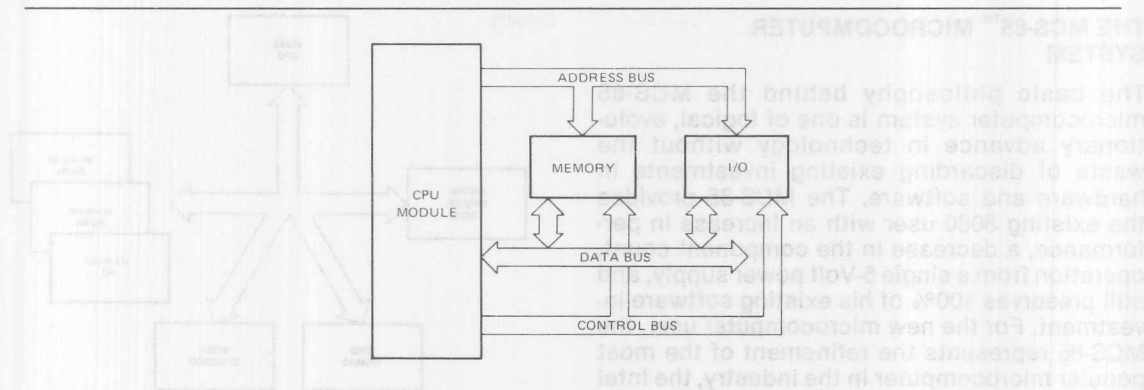 ADDRESS BUS
MEMORY
I/O
CPU
MODULE
DATA BUS
CONTROL BUS
THE MCS-85™ MICROCOMPUTER
SYSTEM
The basic philosophy behind the MCS-85
microcomputer system is one of logical, evolu-
tionary advance in technology without the
waste of discarding existing investments in
hardware and software. The MCS-85 provides
the existing 8080 user with an increase in per-
formance, a decrease in the component count,
operation from a single 5-Volt power supply, and
still preserves 100% of his existing software in-
vestment. For the new microcomputer user, the
MCS-85 represents the refinement of the most
popular microcomputer in the industry, the Intel